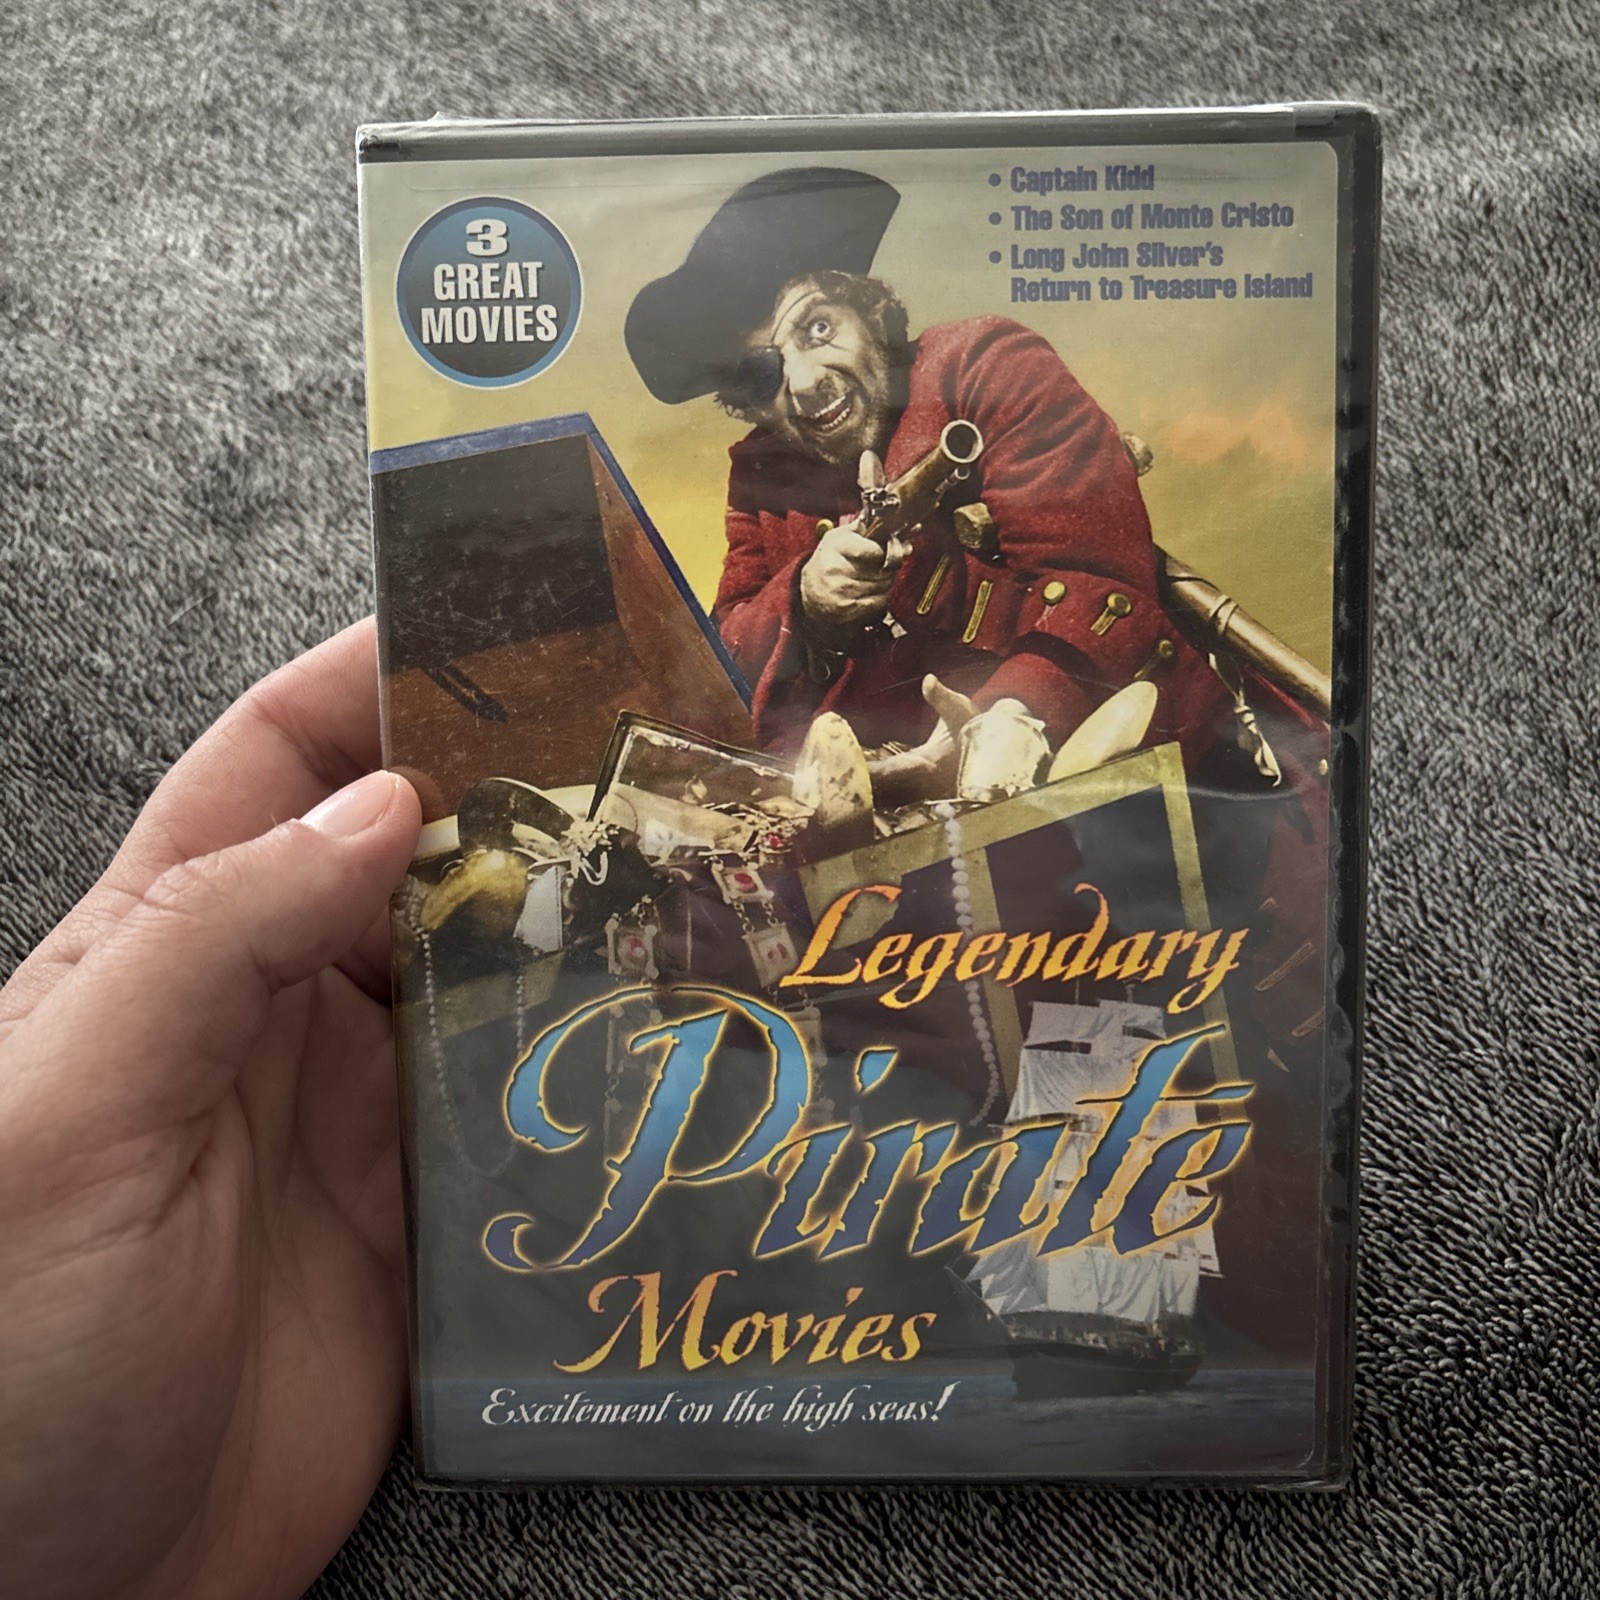 3
GREAT
MOVIES
• Captain Kidd
• The Son of Monte Cristo
• Long John Silver's
Return to Treasure Island
Legendary
Pirate
Movies
Excitement on the high seas!